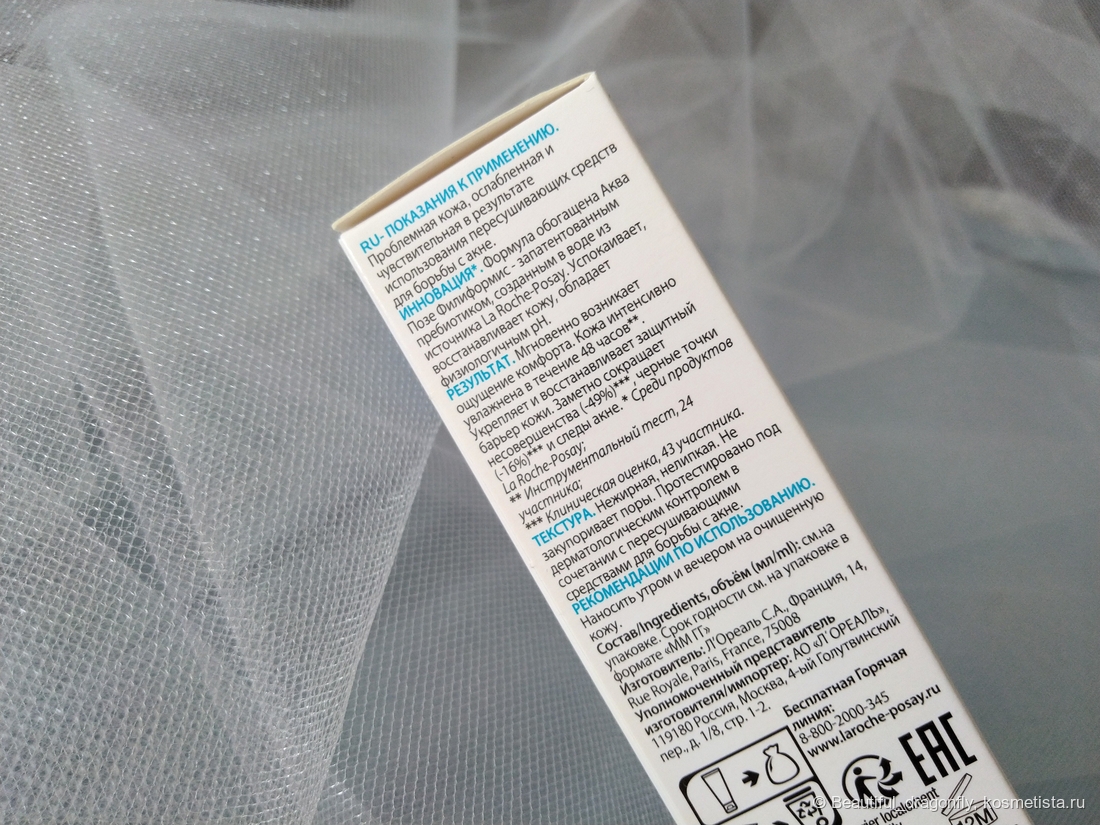 RU- ПОКАЗАНИЯ К ПРИМЕНЕНИЮ.
Проблемная кожа, ослабленная и
чувствительная в результате
использования пересушивающих средств
для борьбы с акне.
ИННОВАЦИЯ*. Формула обогащена Аква
Позе Филиформис - запатентованным
пребиотиком, созданным в воде из
источника La Roche-Posay. Успокаивает,
восстанавливает кожу, обладает
физиологичным pH.
РЕЗУЛЬТАТ. Мгновенно возникает
ощущение комфорта. Кожа интенсивно
увлажнена в течение 48 часов**.
Укрепляет и восстанавливает защитный
барьер кожи. Заметно сокращает
несовершенства (-49%)***, черные точки
(-16%)*** и следы акне. * Среди продуктов
La Roche-Posay;
** Инструментальный тест, 24
участника;
*** Клиническая оценка, 43 участника.
ТЕКСТУРА. Нежирная, нелипкая. Не
закупоривает поры. Протестировано под
дерматологическим контролем в
сочетании с пересушивающими
средствами для борьбы с акне.
РЕКОМЕНДАЦИИ ПО ИСПОЛЬЗОВАНИЮ.
Наносить утром и вечером на очищенную
кожу.
Состав/Ingredients, объём (мл/ml): см.на
упаковке. Срок годности см. на упаковке в
формате «ММ ГГ»
Изготовитель: Л'Ореаль С.А., Франция, 14,
Rue Royale, Paris, France, 75008
Уполномоченный представитель
изготовителя/импортер: АО «Л'ОРЕАЛЬ»,
119180 Россия, Москва, 4-ый Голутвинский
пер., д. 1/8, стр. 1-2.
Бесплатная Горячая
линия:
8-800-2000-345
www.laroche-posay.ru
EAC
12M
© Beautiful_dragonfly_kosmetista.ru